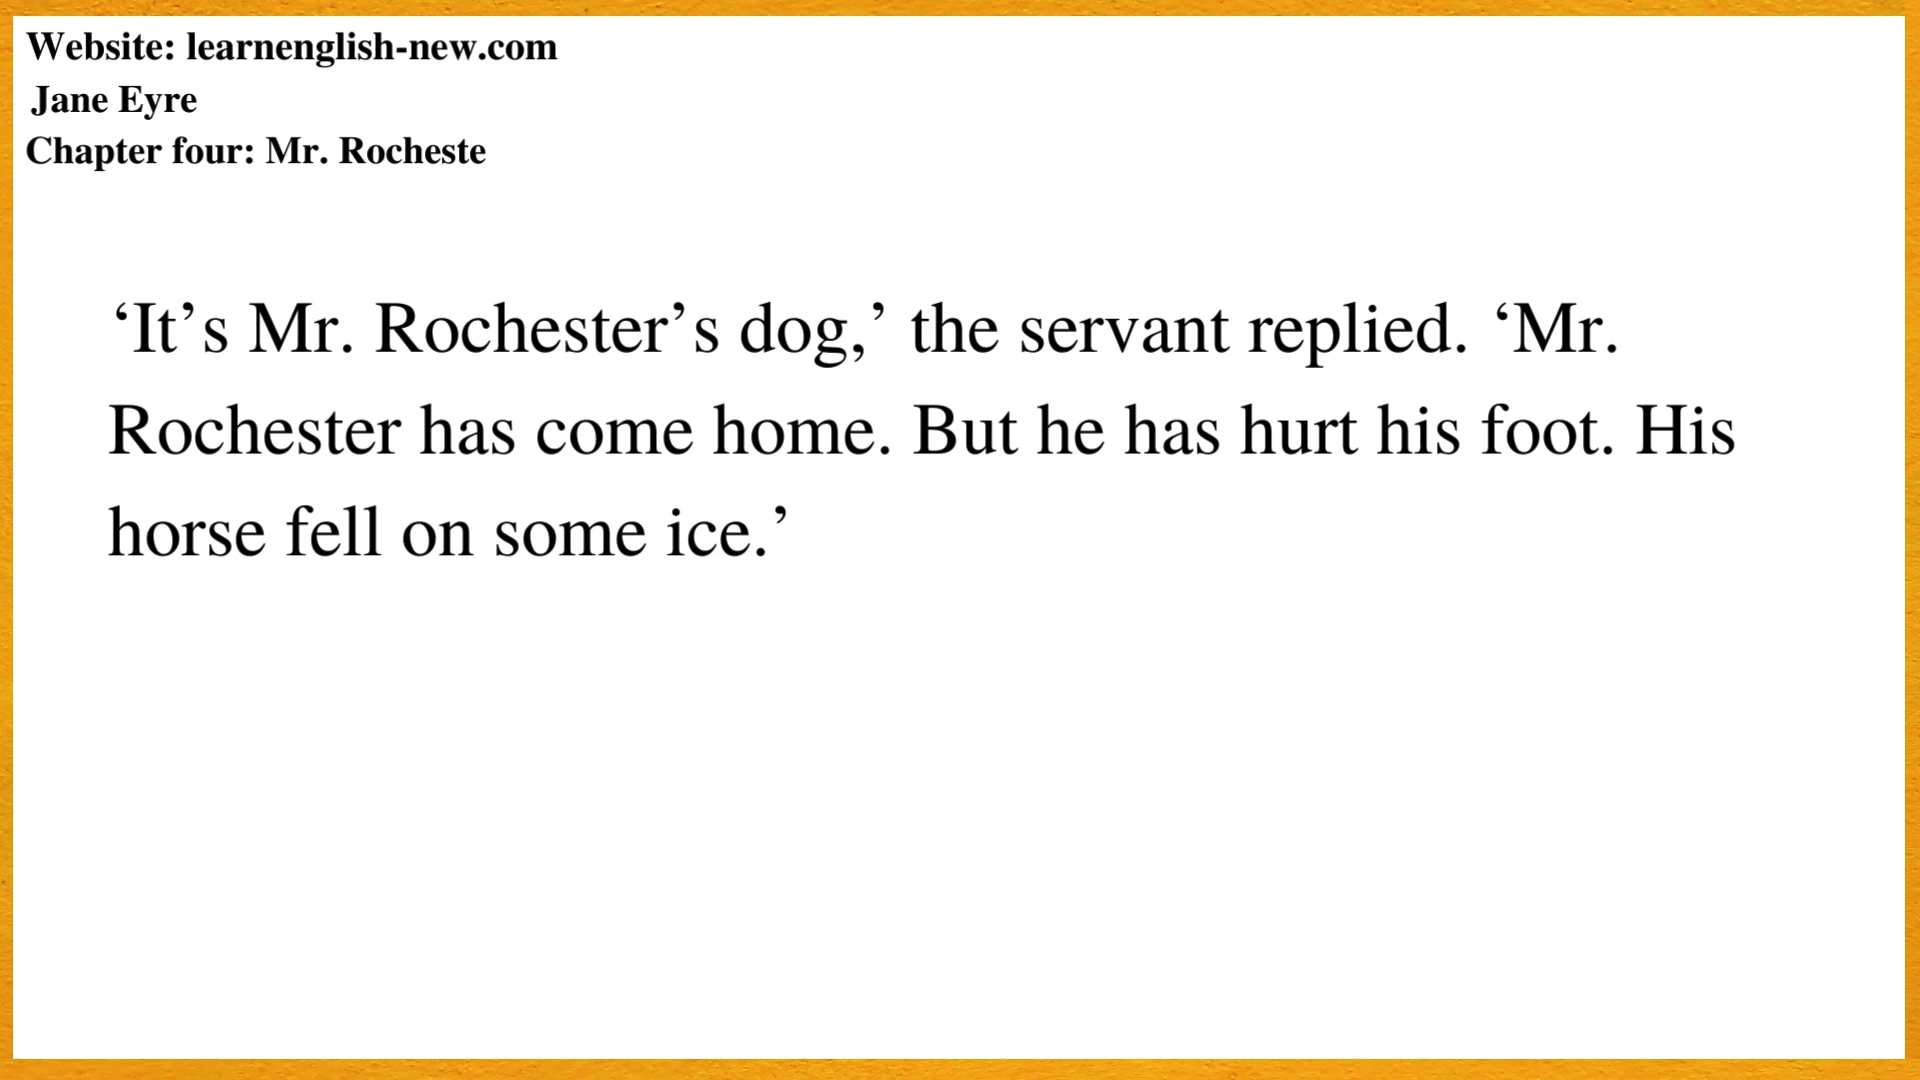 Website: learnenglish-new.com
Jane Eyre
Chapter four: Mr. Rocheste
‘It’s Mr. Rochester’s dog,’ the servant replied. ‘Mr.
Rochester has come home. But he has hurt his foot. His
horse fell on some ice.’